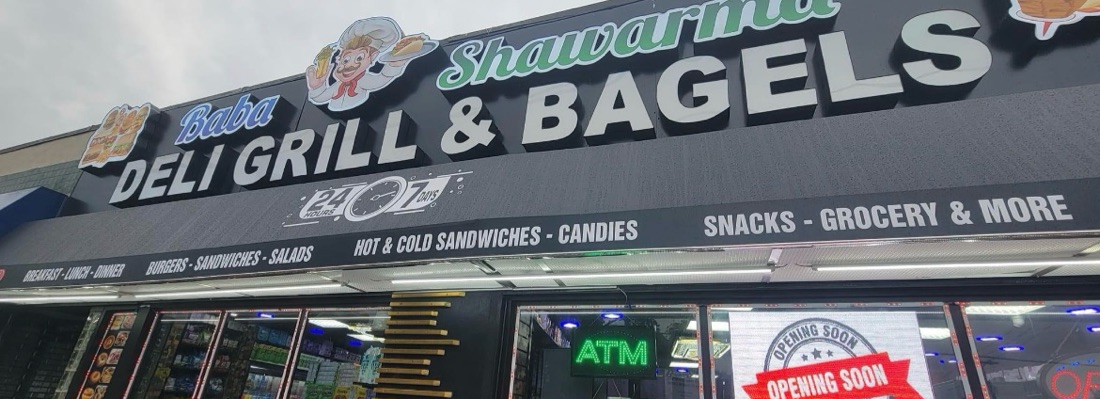 Baba Shawarma
DELI GRILL & BAGELS
24 HOURS 7 DAYS
BREAKFAST - LUNCH - DINNER BURGERS - SANDWICHES - SALADS HOT & COLD SANDWICHES - CANDIES SNACKS - GROCERY & MORE
ATM
OPENING SOON
OPENING SOON